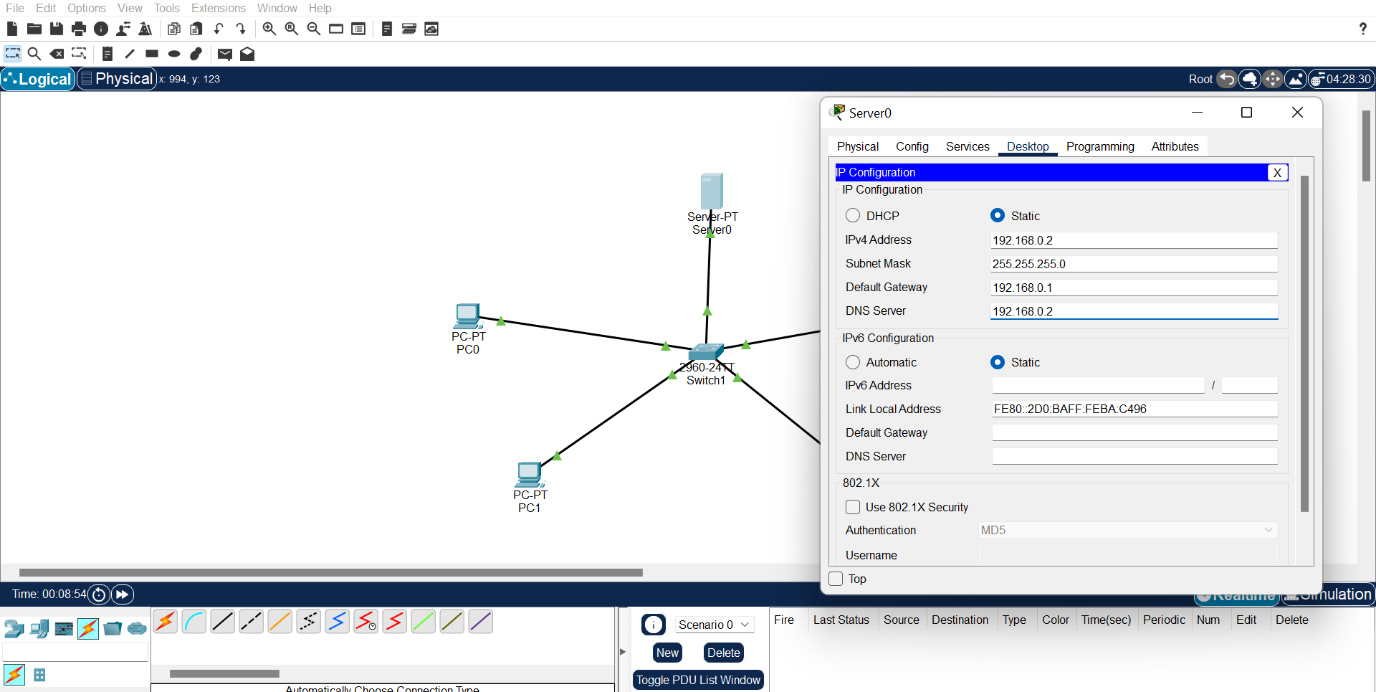 File Edit Options View Tools Extensions Window Help
?
Logical Physical x: 994, y: 123 Root 04:28:30
Server-PT
Server0
PC-PT
PC0
2960-24TT
Switch1
PC-PT
PC1
Server0
Physical Config Services Desktop Programming Attributes
IP Configuration X
IP Configuration
DHCP Static
IPv4 Address 192.168.0.2
Subnet Mask 255.255.255.0
Default Gateway 192.168.0.1
DNS Server 192.168.0.2
IPv6 Configuration
Automatic Static
IPv6 Address /
Link Local Address FE80::2D0:BAFF:FEBA:C496
Default Gateway
DNS Server
802.1X
Use 802.1X Security
Authentication MD5
Username
Top
Time: 00:08:54 Realtime Simulation
Scenario 0
New Delete
Toggle PDU List Window
Fire Last Status Source Destination Type Color Time(sec) Periodic Num Edit Delete
Automatically Choose Connection Type